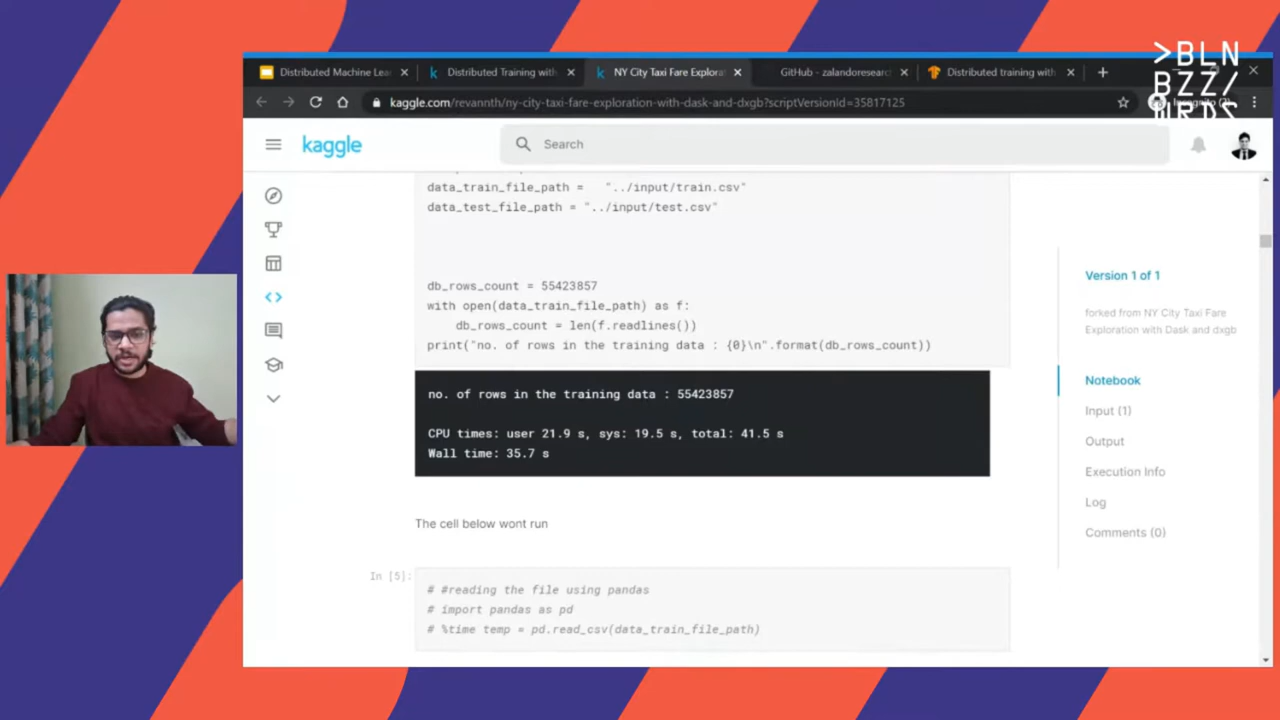 >BLN
BZZ/
WRDS
Distributed Machine Lea
Distributed Training with
NY City Taxi Fare Explora
GitHub - zalandoresearc
Distributed training with
kaggle.com/revannth/ny-city-taxi-fare-exploration-with-dask-and-dxgb?scriptVersionId=35817125
kaggle
Search
data_train_file_path = "../input/train.csv"
data_test_file_path = "../input/test.csv"
db_rows_count = 55423857
with open(data_train_file_path) as f:
db_rows_count = len(f.readlines())
print("no. of rows in the training data : {0}\n".format(db_rows_count))
no. of rows in the training data : 55423857
CPU times: user 21.9 s, sys: 19.5 s, total: 41.5 s
Wall time: 35.7 s
The cell below wont run
In [5]:
# #reading the file using pandas
# import pandas as pd
# %time temp = pd.read_csv(data_train_file_path)
Version 1 of 1
forked from NY City Taxi Fare
Exploration with Dask and dxgb
Notebook
Input (1)
Output
Execution Info
Log
Comments (0)